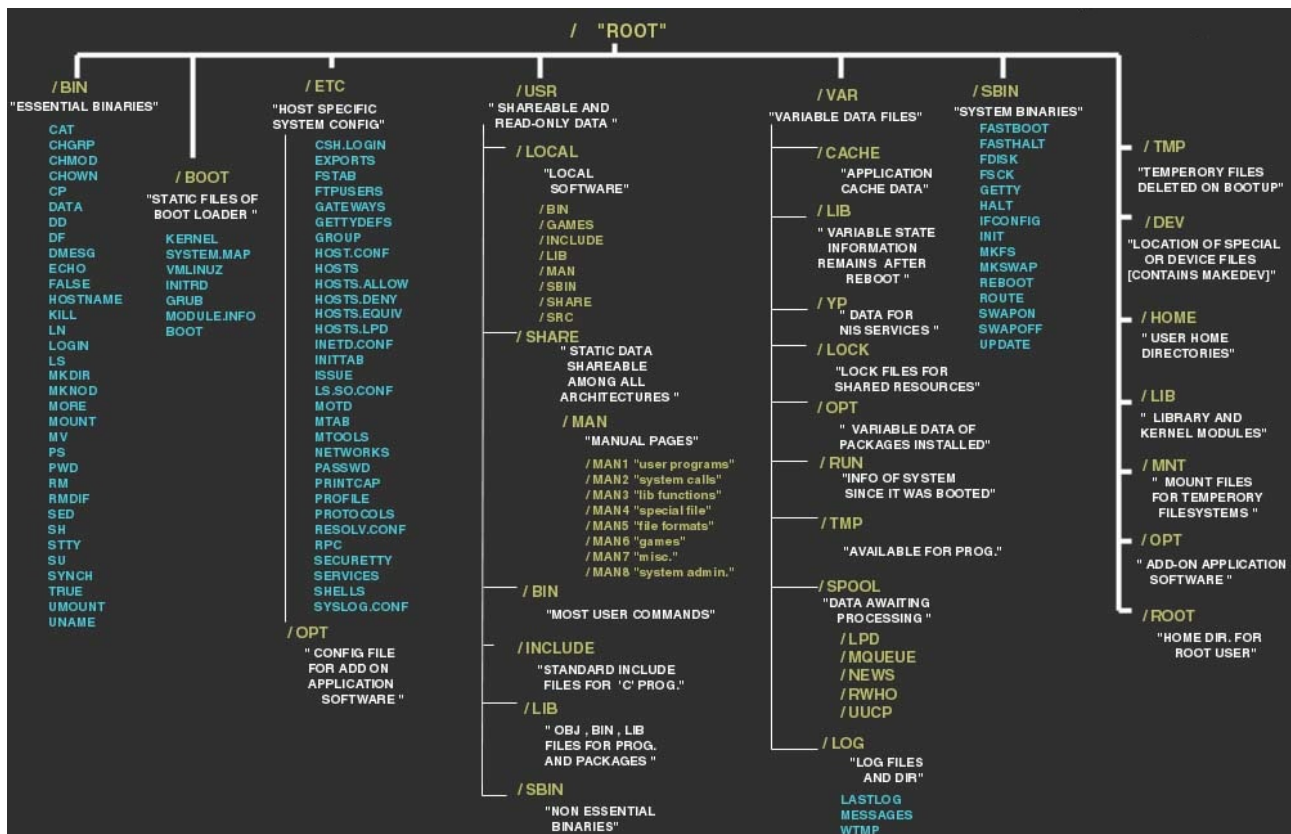 / "ROOT"
/BIN
"ESSENTIAL BINARIES"
CAT
CHGRP
CHMOD
CHOWN
CP
DATA
DD
DF
DMESG
ECHO
FALSE
HOSTNAME
KILL
LN
LOGIN
LS
MKDIR
MKNOD
MORE
MOUNT
MV
PS
PWD
RM
RMDIF
SED
SH
STTY
SU
SYNCH
TRUE
UMOUNT
UNAME
/BOOT
"STATIC FILES OF
BOOT LOADER "
KERNEL
SYSTEM.MAP
VMLINUZ
INITRD
GRUB
MODULE.INFO
BOOT
/ ETC
"HOST SPECIFIC
SYSTEM CONFIG"
CSH.LOGIN
EXPORTS
FSTAB
FTPUSERS
GATEWAYS
GETTYDEFS
GROUP
HOST.CONF
HOSTS
HOSTS.ALLOW
HOSTS.DENY
HOSTS.EQUIV
HOSTS.LPD
INETD.CONF
INITTAB
ISSUE
LS.SO.CONF
MOTD
MTAB
MTOOLS
NETWORKS
PASSWD
PRINTCAP
PROFILE
PROTOCOLS
RESOLV.CONF
RPC
SECURETTY
SERVICES
SHELLS
SYSLOG.CONF
/OPT
" CONFIG FILE
FOR ADD ON
APPLICATION
SOFTWARE "
/USR
" SHAREABLE AND
READ-ONLY DATA "
/ LOCAL
"LOCAL
SOFTWARE"
/BIN
/GAMES
/INCLUDE
/LIB
/MAN
/SBIN
/SHARE
/SRC
/SHARE
" STATIC DATA
SHAREABLE
AMONG ALL
ARCHITECTURES "
/MAN
"MANUAL PAGES"
/MAN1 "user programs"
/MAN2 "system calls"
/MAN3 "lib functions"
/MAN4 "special file"
/MAN5 "file formats"
/MAN6 "games"
/MAN7 "misc."
/MAN8 "system admin."
/BIN
"MOST USER COMMANDS"
/INCLUDE
"STANDARD INCLUDE
FILES FOR 'C' PROG."
/LIB
" OBJ , BIN , LIB
FILES FOR PROG.
AND PACKAGES "
/SBIN
"NON ESSENTIAL
BINARIES"
/VAR
"VARIABLE DATA FILES"
/CACHE
"APPLICATION
CACHE DATA"
/ LIB
" VARIABLE STATE
INFORMATION
REMAINS AFTER
REBOOT "
/YP
" DATA FOR
NIS SERVICES "
/LOCK
"LOCK FILES FOR
SHARED RESOURCES"
/OPT
" VARIABLE DATA OF
PACKAGES INSTALLED"
/ RUN
"INFO OF SYSTEM
SINCE IT WAS BOOTED"
/TMP
"AVAILABLE FOR PROG."
/SPOOL
"DATA AWAITING
PROCESSING "
/LPD
/MQUEUE
/NEWS
/RWHO
/UUCP
/LOG
"LOG FILES
AND DIR"
LASTLOG
MESSAGES
WTMP
/SBIN
"SYSTEM BINARIES"
FASTBOOT
FASTHALT
FDISK
FSCK
GETTY
HALT
IFCONFIG
INIT
MKFS
MKSWAP
REBOOT
ROUTE
SWAPON
SWAPOFF
UPDATE
/ TMP
"TEMPERORY FILES
DELETED ON BOOTUP"
/DEV
"LOCATION OF SPECIAL
OR DEVICE FILES
[CONTAINS MAKEDEV]"
/HOME
" USER HOME
DIRECTORIES"
/LIB
" LIBRARY AND
KERNEL MODULES"
/MNT
" MOUNT FILES
FOR TEMPERORY
FILESYSTEMS "
/OPT
" ADD-ON APPLICATION
SOFTWARE "
/ROOT
"HOME DIR. FOR
ROOT USER"